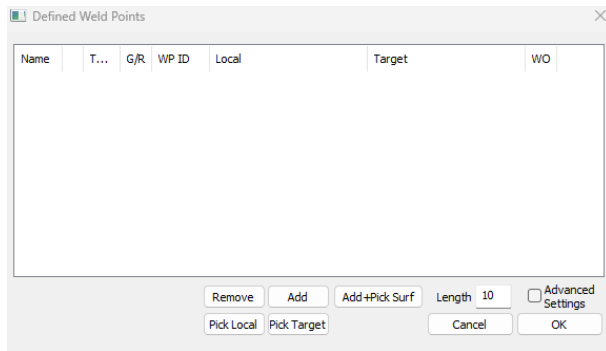 Defined Weld Points
Name T... G/R WP ID Local Target WO
Remove Add Add+Pick Surf Length 10 Advanced
Settings
Pick Local Pick Target Cancel OK